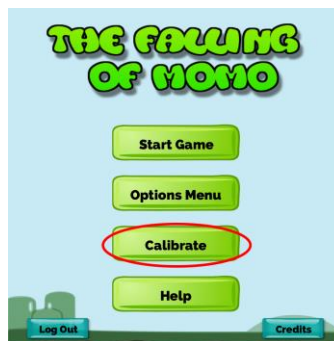 THE FALLING
OF MOMO
Start Game
Options Menu
Calibrate
Help
Log Out
Credits